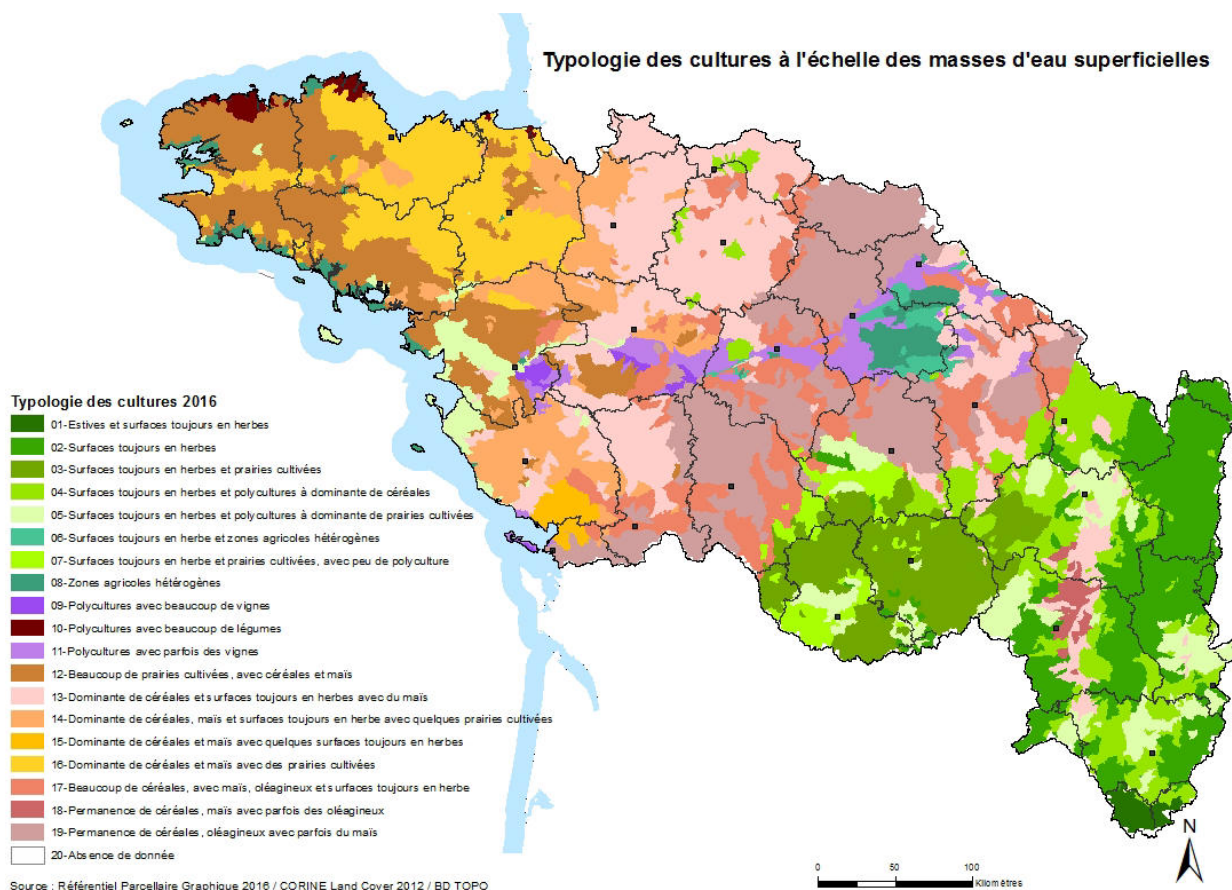 Typologie des cultures à l'échelle des masses d'eau superficielles
Typologie des cultures 2016
01-Estives et surfaces toujours en herbes
02-Surfaces toujours en herbes
03-Surfaces toujours en herbes et prairies cultivées
04-Surfaces toujours en herbes et polycultures à dominante de céréales
05-Surfaces toujours en herbes et polycultures à dominante de prairies cultivées
06-Surfaces toujours en herbe et zones agricoles hétérogènes
07-Surfaces toujours en herbe et prairies cultivées, avec peu de polyculture
08-Zones agricoles hétérogènes
09-Polycultures avec beaucoup de vignes
10-Polycultures avec beaucoup de légumes
11-Polycultures avec parfois des vignes
12-Beaucoup de prairies cultivées, avec céréales et maïs
13-Dominante de céréales et surfaces toujours en herbes avec du maïs
14-Dominante de céréales, maïs et surfaces toujours en herbe avec quelques prairies cultivées
15-Dominante de céréales et maïs avec quelques surfaces toujours en herbes
16-Dominante de céréales et maïs avec des prairies cultivées
17-Beaucoup de céréales, avec maïs, oléagineux et surfaces toujours en herbe
18-Permanence de céréales, maïs avec parfois des oléagineux
19-Permanence de céréales, oléagineux avec parfois du maïs
20-Absence de donnée
N
0 50 100
Kilomètres
Source : Référentiel Parcellaire Graphique 2016 / CORINE Land Cover 2012 / BD TOPO